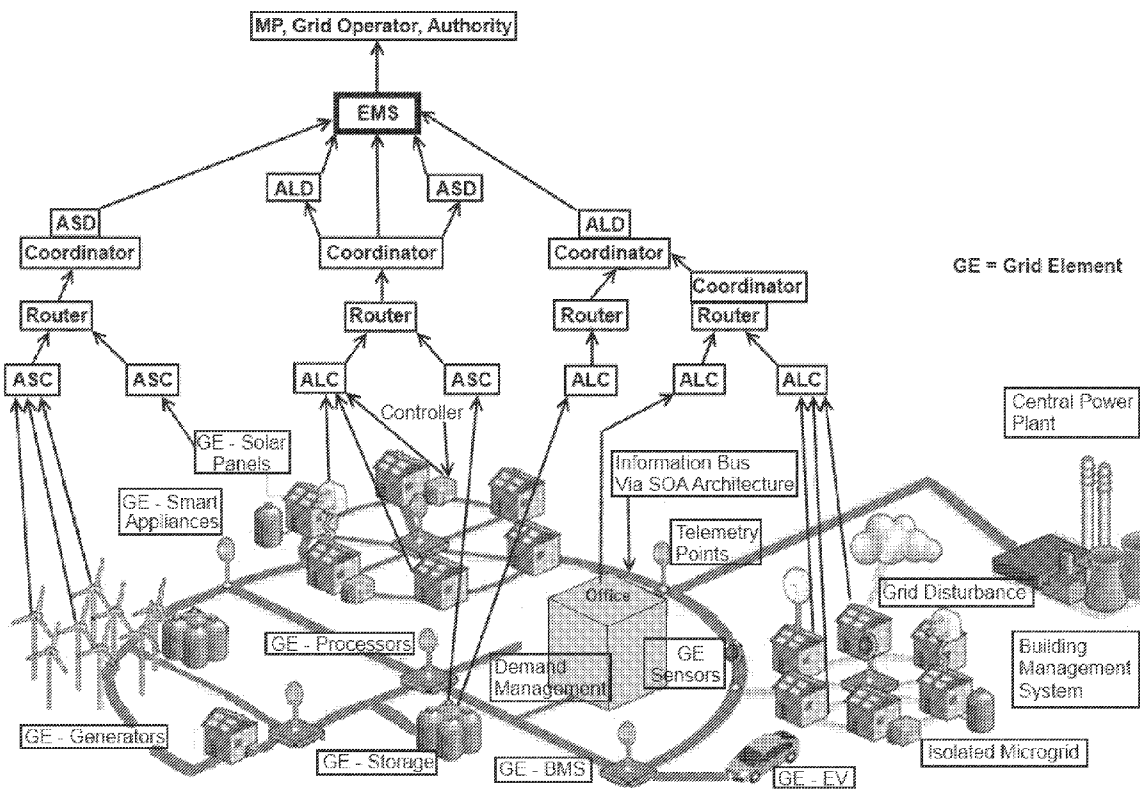 MP, Grid Operator, Authority
EMS
ALD
ASD
ASD
ALD
Coordinator
Coordinator
Coordinator
GE = Grid Element
Coordinator
Router
Router
Router
Router
ASC
ASC
ALC
ASC
ALC
ALC
ALC
Controller
Central Power
Plant
GE - Solar
Panels
Information Bus
Via SOA Architecture
GE - Smart
Appliances
Telemetry
Points
Office
Grid Disturbance
GE - Processors
GE
Sensors
Demand
Management
Building
Management
System
GE - Generators
GE - Storage
GE - BMS
Isolated Microgrid
GE - EV